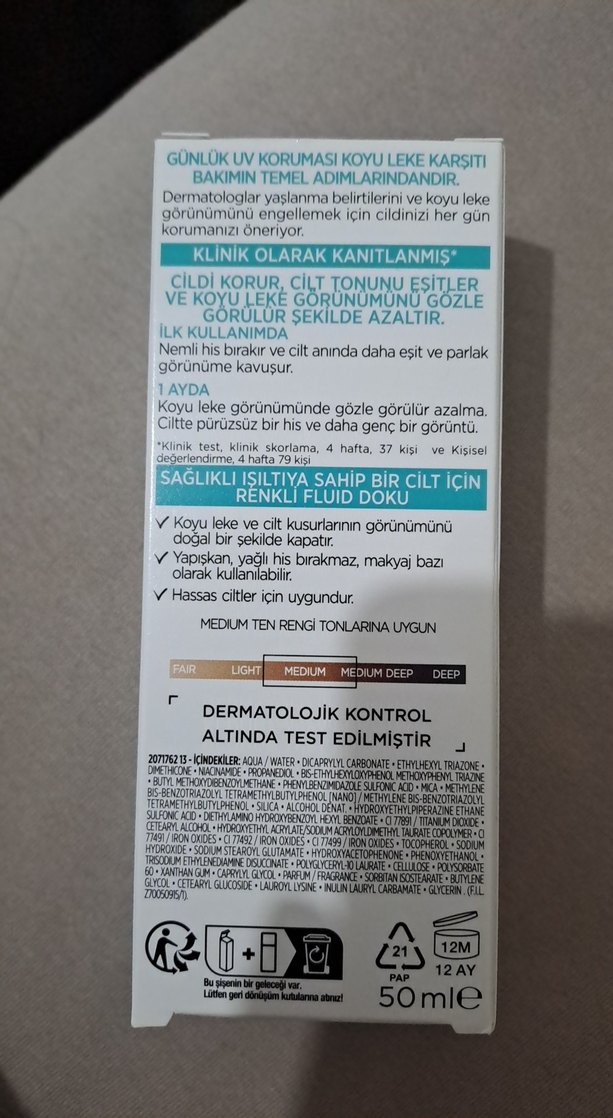 GÜNLÜK UV KORUMASI KOYU LEKE KARŞITI
BAKIMIN TEMEL ADIMLARINDANDIR.
Dermatologlar yaşlanma belirtilerini ve koyu leke
görünümünü engellemek için cildinizi her gün
korumanızı öneriyor.
KLİNİK OLARAK KANITLANMIŞ*
CİLDİ KORUR, CİLT TONUNU EŞİTLER
VE KOYU LEKE GÖRÜNÜMÜNÜ GÖZLE
GÖRÜLÜR ŞEKİLDE AZALTIR.
İLK KULLANIMDA
Nemli his bırakır ve cilt anında daha eşit ve parlak
görünüme kavuşur.
1 AYDA
Koyu leke görünümünde gözle görülür azalma.
Ciltte pürüzsüz bir his ve daha genç bir görüntü.
*Klinik test, klinik skorlama, 4 hafta, 37 kişi ve Kişisel
değerlendirme, 4 hafta 79 kişi
SAĞLIKLI IŞILTIYA SAHİP BİR CİLT İÇİN
RENKLİ FLUID DOKU
✓ Koyu leke ve cilt kusurlarının görünümünü
doğal bir şekilde kapatır.
✓ Yapışkan, yağlı his bırakmaz, makyaj bazı
olarak kullanılabilir.
✓ Hassas ciltler için uygundur.
MEDIUM TEN RENGİ TONLARINA UYGUN
FAIR LIGHT MEDIUM MEDIUM DEEP DEEP
DERMATOLOJİK KONTROL
ALTINDA TEST EDİLMİŞTİR
2071762 13 - İÇİNDEKİLER: AQUA / WATER • DICAPRYLYL CARBONATE • ETHYLHEXYL TRIAZONE •
DIMETHICONE • NIACINAMIDE • PROPANEDIOL • BIS-ETHYLHEXYLOXYPHENOL METHOXYPHENYL TRIAZINE
• BUTYL METHOXYDIBENZOYLMETHANE • PHENYLBENZIMIDAZOLE SULFONIC ACID • MICA • METHYLENE
BIS-BENZOTRIAZOLYL TETRAMETHYLBUTYLPHENOL [NANO] / METHYLENE BIS-BENZOTRIAZOLYL
TETRAMETHYLBUTYLPHENOL • SILICA • ALCOHOL DENAT. • HYDROXYETHYLPIPERAZINE ETHANE
SULFONIC ACID • DIETHYLAMINO HYDROXYBENZOYL HEXYL BENZOATE • CI 77891 / TITANIUM DIOXIDE •
CETEARYL ALCOHOL • HYDROXYETHYL ACRYLATE/SODIUM ACRYLOYLDIMETHYL TAURATE COPOLYMER • CI
77491 / IRON OXIDES • CI 77492 / IRON OXIDES • CI 77499 / IRON OXIDES • TOCOPHEROL • SODIUM
HYDROXIDE • SODIUM STEAROYL GLUTAMATE • HYDROXYACETOPHENONE • PHENOXYETHANOL •
TRISODIUM ETHYLENEDIAMINE DISUCCINATE • POLYGLYCERYL-10 LAURATE • CELLULOSE • POLYSORBATE
60 • XANTHAN GUM • CAPRYLYL GLYCOL • PARFUM / FRAGRANCE • SORBITAN ISOSTEARATE • BUTYLENE
GLYCOL • CETEARYL GLUCOSIDE • LAUROYL LYSINE • INULIN LAURYL CARBAMATE • GLYCERIN. (F.I.L.
Z70050915/1).
Bu şişenin bir geleceği var.
Lütfen geri dönüşüm kutularına atınız!
21
PAP
12M
12 AY
50 ml℮